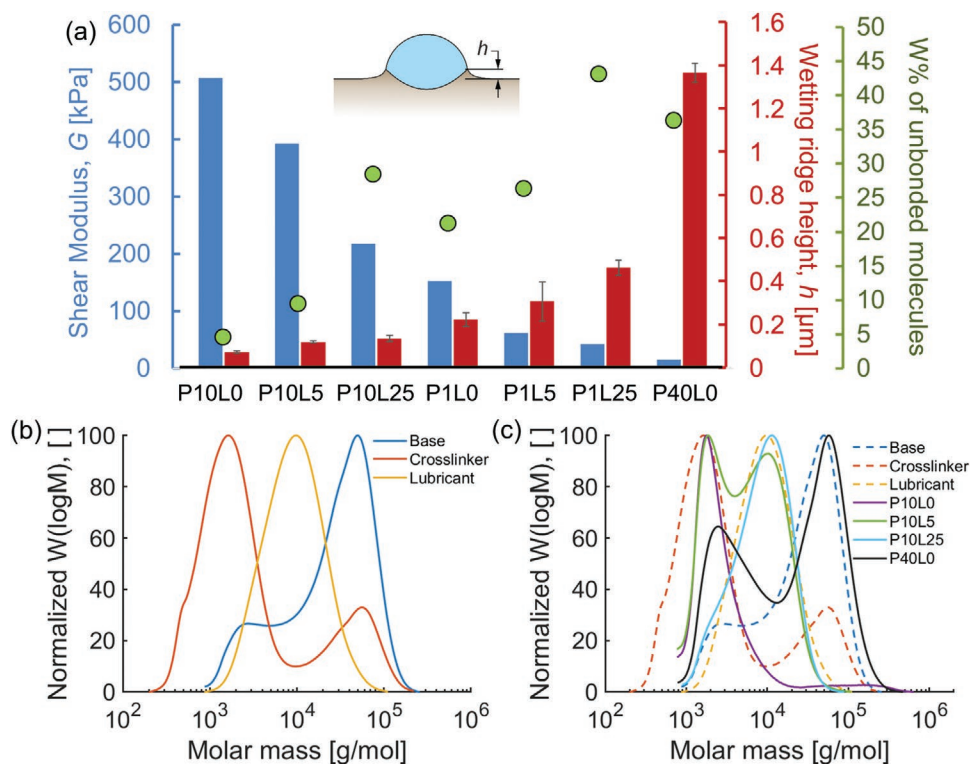 (a)
600
500
400
300
200
100
0
Shear Modulus, G [kPa]
h
1.6
1.4
1.2
1
0.8
0.6
0.4
0.2
0
Wetting ridge height, h [µm]
50
45
40
35
30
25
20
15
10
5
0
W% of unbonded molecules
P10L0 P10L5 P10L25 P1L0 P1L5 P1L25 P40L0
(b)
100
80
60
40
20
0
Normalized W(logM), [ ]
Base
Crosslinker
Lubricant
10² 10³ 10⁴ 10⁵ 10⁶
Molar mass [g/mol]
(c)
100
80
60
40
20
0
Normalized W(logM), [ ]
Base
Crosslinker
Lubricant
P10L0
P10L5
P10L25
P40L0
10² 10³ 10⁴ 10⁵ 10⁶
Molar mass [g/mol]